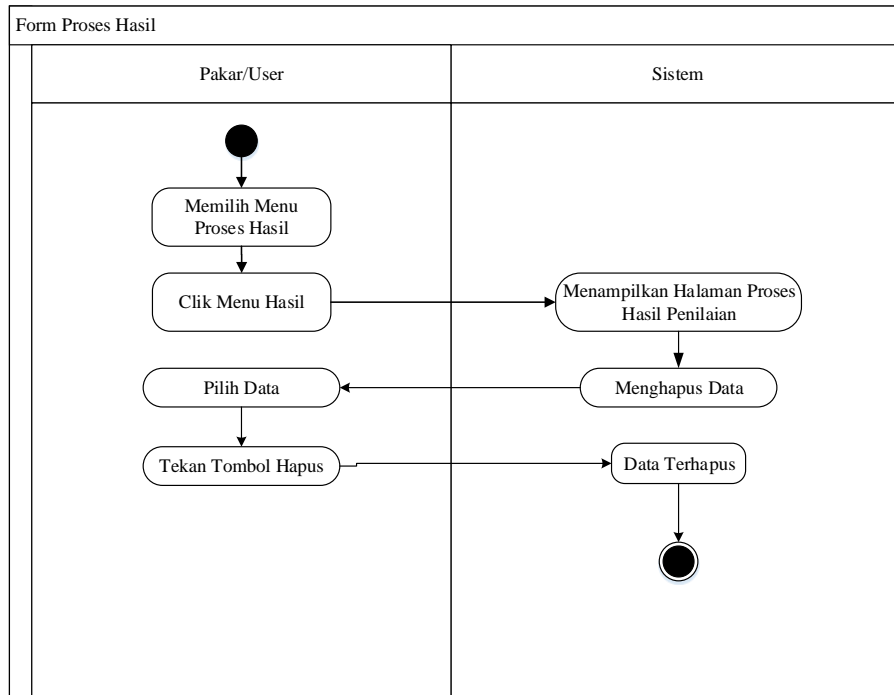 Form Proses Hasil
Pakar/User
Sistem
Memilih Menu
Proses Hasil
Clik Menu Hasil
Menampilkan Halaman Proses
Hasil Penilaian
Pilih Data
Menghapus Data
Tekan Tombol Hapus
Data Terhapus